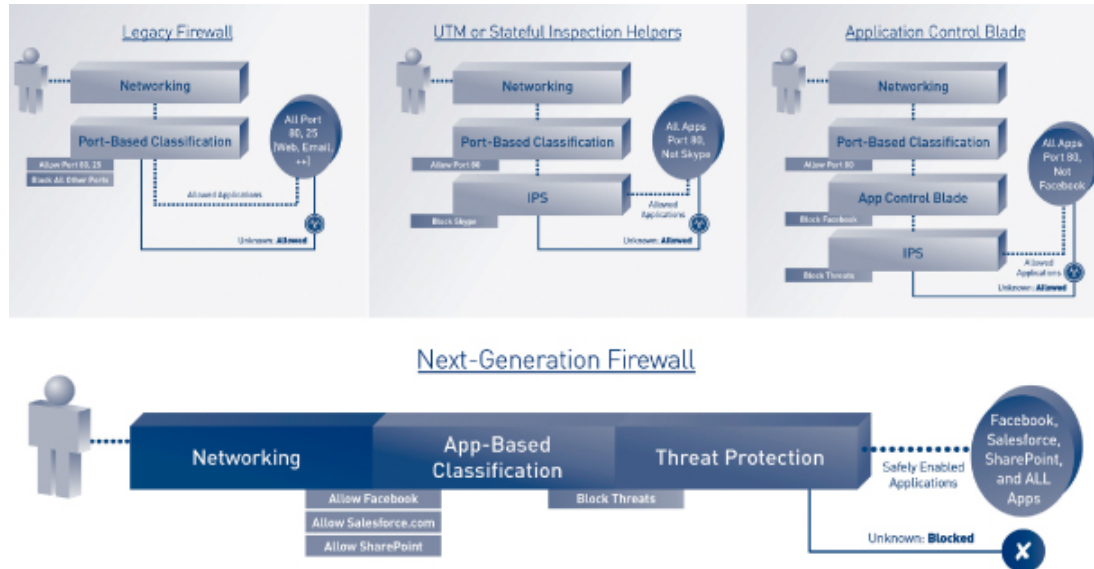 Legacy Firewall
Networking
Port-Based Classification
Allow Port 80, 25
Block All Other Ports
All Port
80, 25
[Web, Email,
++]
Allowed Applications
Unknown: Allowed
UTM or Stateful Inspection Helpers
Networking
Port-Based Classification
Allow Port 80
IPS
Block Skype
All Apps
Port 80,
Not Skype
Allowed
Applications
Unknown: Allowed
Application Control Blade
Networking
Port-Based Classification
Allow Port 80
App Control Blade
Block Facebook
IPS
Block Threats
All Apps
Port 80,
Not
Facebook
Allowed
Applications
Unknown: Allowed
Next-Generation Firewall
Networking
App-Based
Classification
Threat Protection
Allow Facebook
Allow Salesforce.com
Allow SharePoint
Block Threats
Safely Enabled
Applications
Facebook,
Salesforce,
SharePoint,
and ALL
Apps
Unknown: Blocked